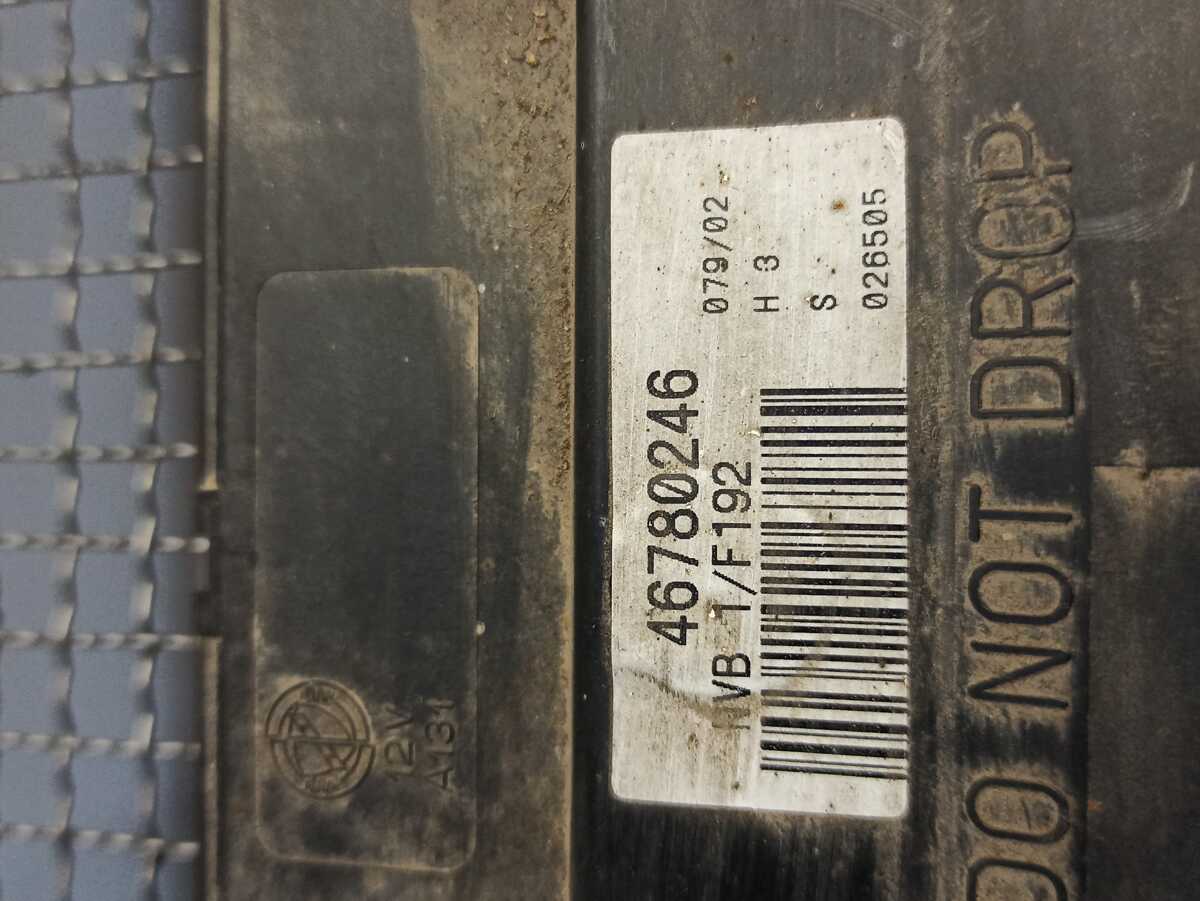 12V
A131
46780246
VB 1/F192
079/02
H 3
S
026505
DO NOT DROP